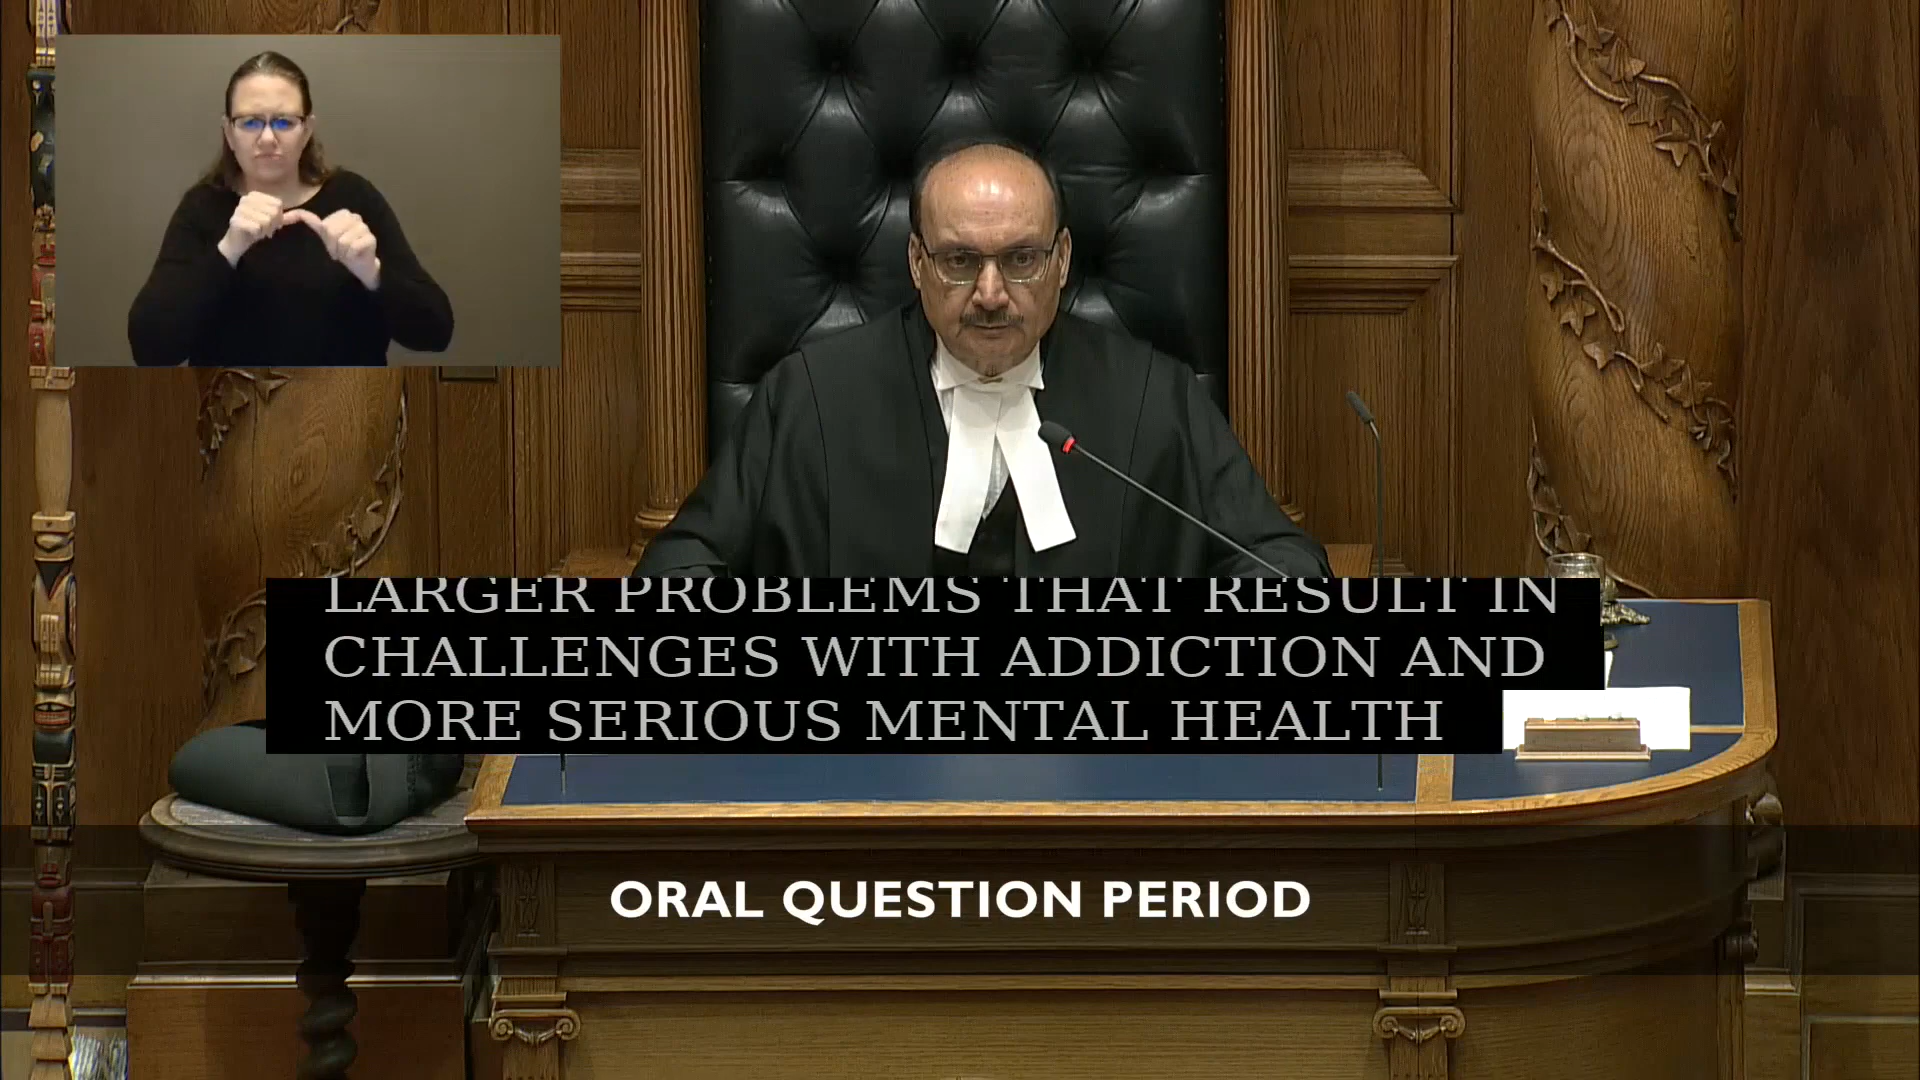 LARGER PROBLEMS THAT RESULT IN
CHALLENGES WITH ADDICTION AND
MORE SERIOUS MENTAL HEALTH
ORAL QUESTION PERIOD